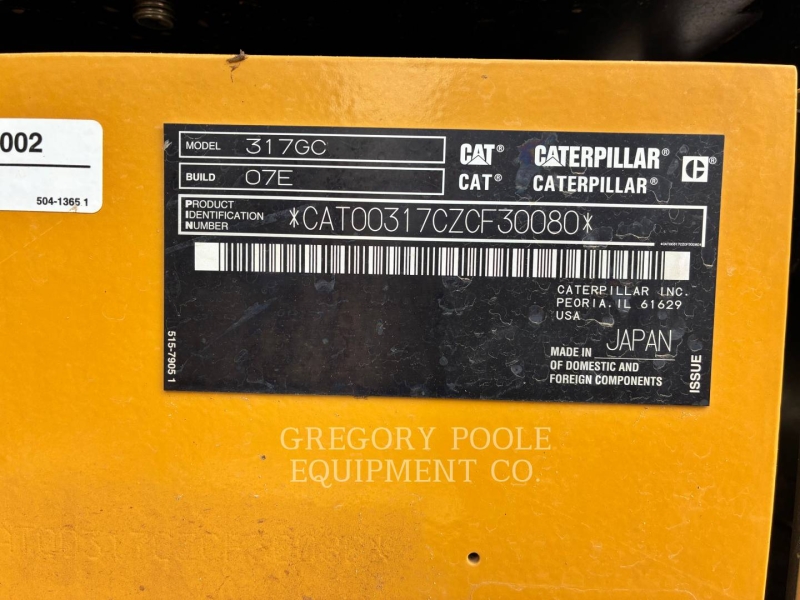 002
504-1365 1
MODEL 317GC
BUILD 07E
CAT® CATERPILLAR® C®
CAT® CATERPILLAR®
PRODUCT
IDENTIFICATION
NUMBER
*CAT00317CZCF30080*
*CAT00317CZCF30080*
CATERPILLAR INC.
PEORIA, IL 61629
USA
MADE IN JAPAN
OF DOMESTIC AND
FOREIGN COMPONENTS
515-7905 1
ISSUE
GREGORY POOLE
EQUIPMENT CO.